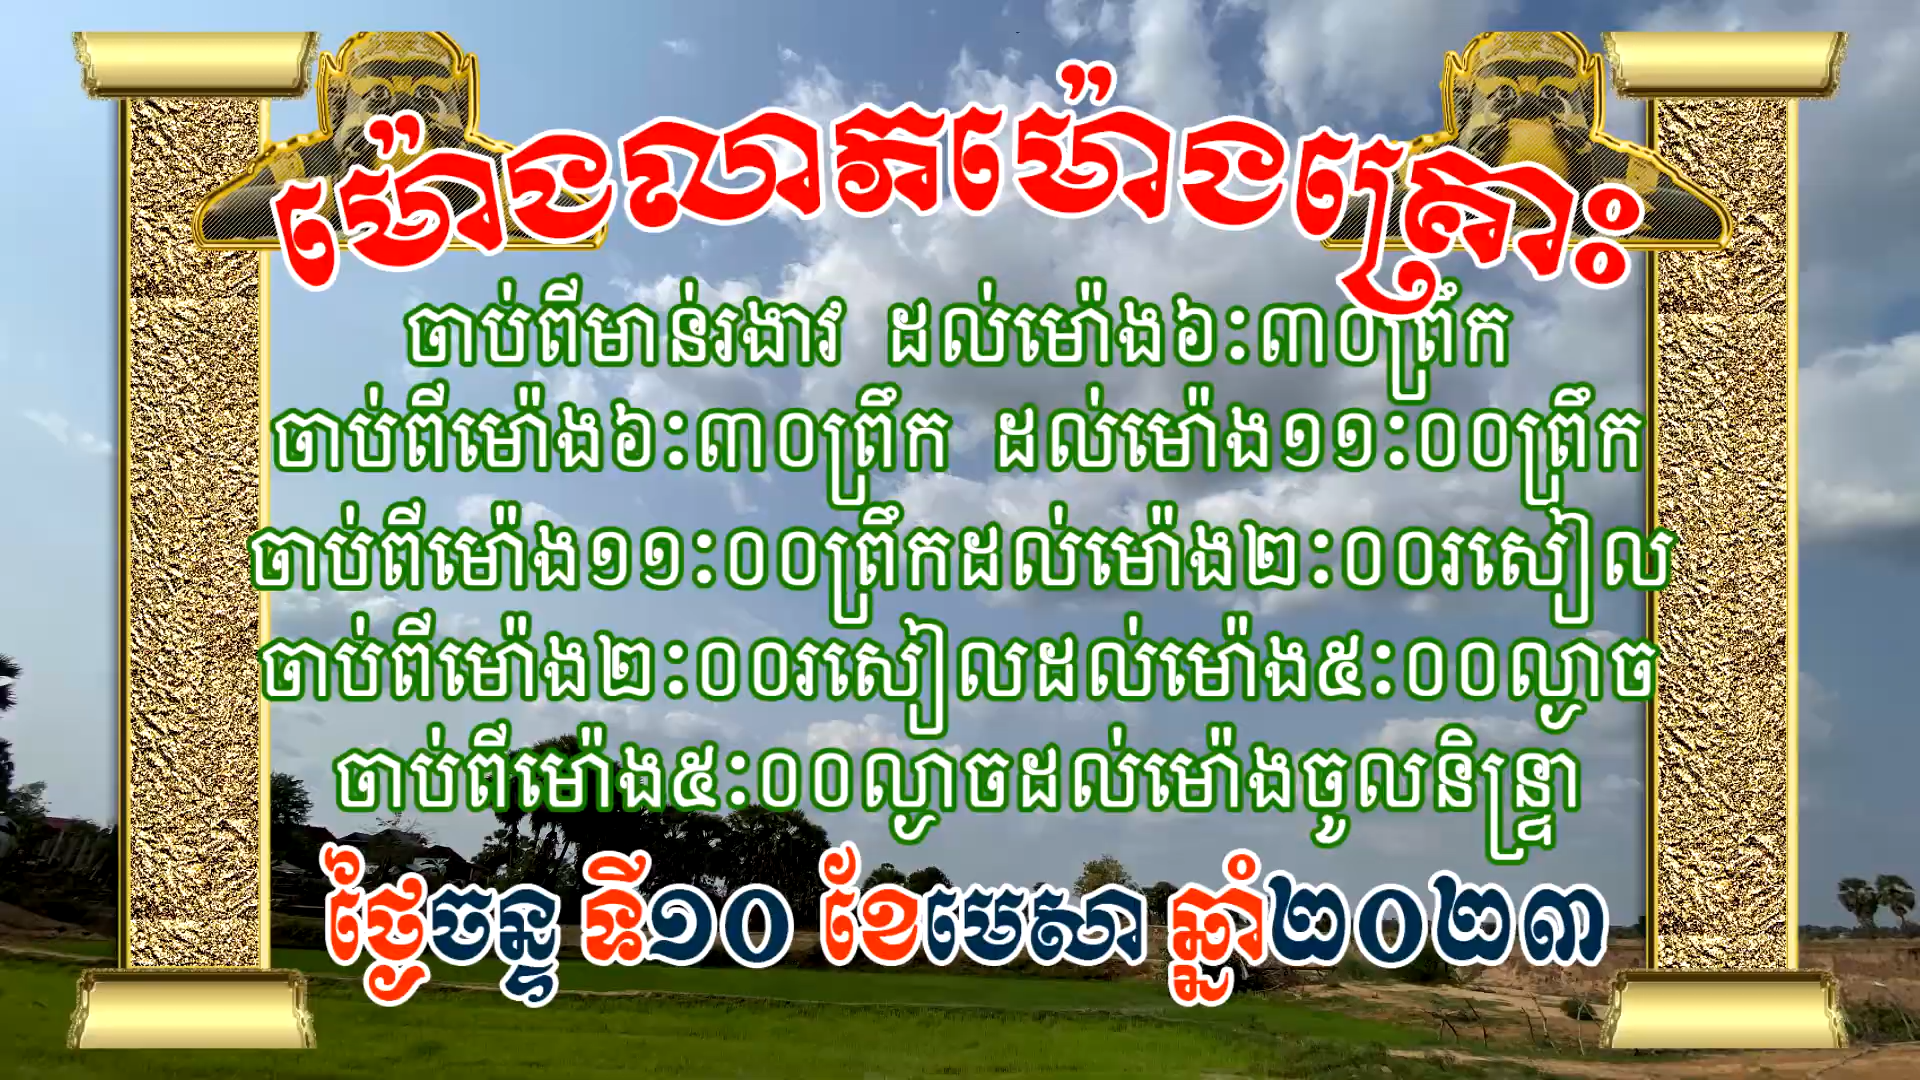 ម៉ោងលាភម៉ោងគ្រោះ
ចាប់ពីមាន់រងាវ ដល់ម៉ោង៦:៣០ព្រឹក
ចាប់ពីម៉ោង៦:៣០ព្រឹក ដល់ម៉ោង១១:០០ព្រឹក
ចាប់ពីម៉ោង១១:០០ព្រឹកដល់ម៉ោង២:០០រសៀល
ចាប់ពីម៉ោង២:០០រសៀលដល់ម៉ោង៥:០០ល្ងាច
ចាប់ពីម៉ោង៥:០០ល្ងាចដល់ម៉ោងចូលនិន្ទ្រា
ថ្ងៃចន្ទ ទី១០ ខែមេសា ឆ្នាំ២០២៣